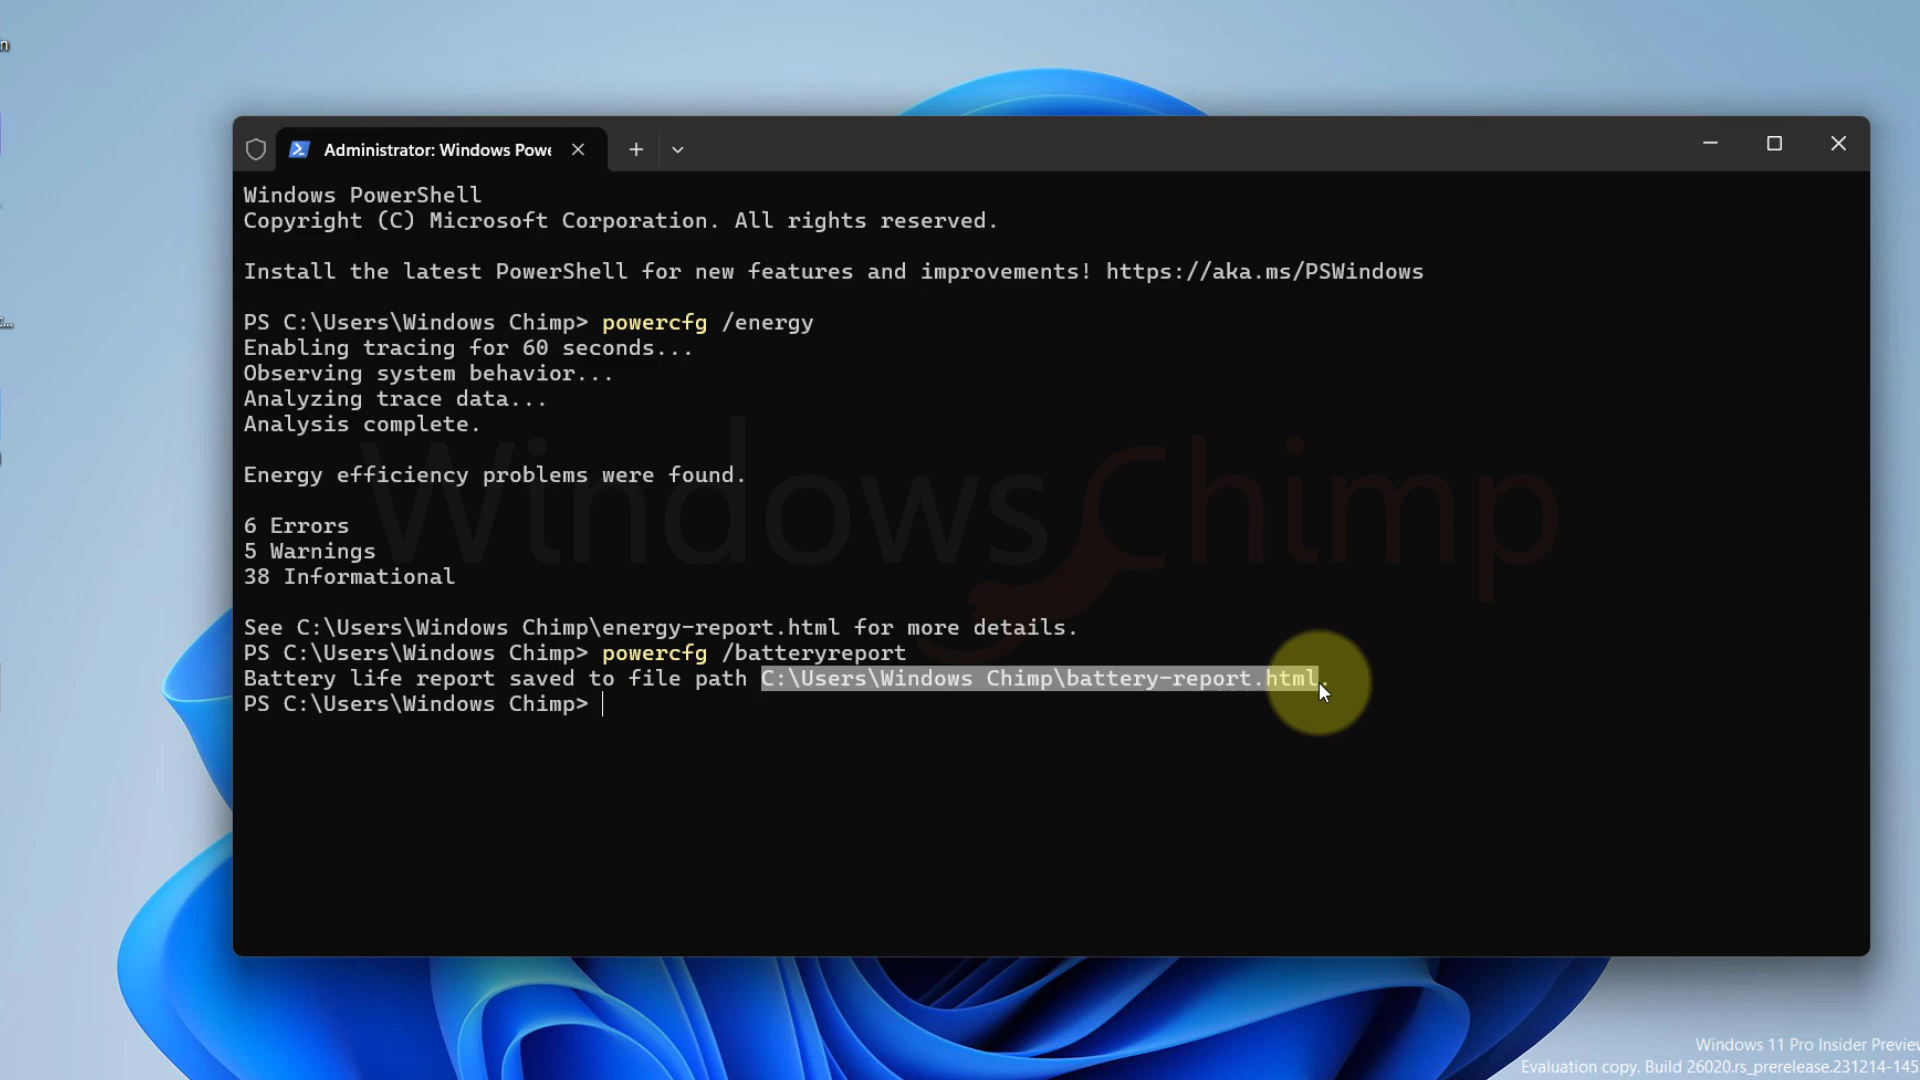 n
Administrator: Windows Powe
Windows PowerShell
Copyright (C) Microsoft Corporation. All rights reserved.
Install the latest PowerShell for new features and improvements! https://aka.ms/PSWindows
PS C:\Users\Windows Chimp> powercfg /energy
Enabling tracing for 60 seconds...
Observing system behavior...
Analyzing trace data...
Analysis complete.
Energy efficiency problems were found.
6 Errors
5 Warnings
38 Informational
See C:\Users\Windows Chimp\energy-report.html for more details.
PS C:\Users\Windows Chimp> powercfg /batteryreport
Battery life report saved to file path C:\Users\Windows Chimp\battery-report.html.
PS C:\Users\Windows Chimp>
WindowsChimp
Windows 11 Pro Insider Preview
Evaluation copy. Build 26020.rs_prerelease.231214-145